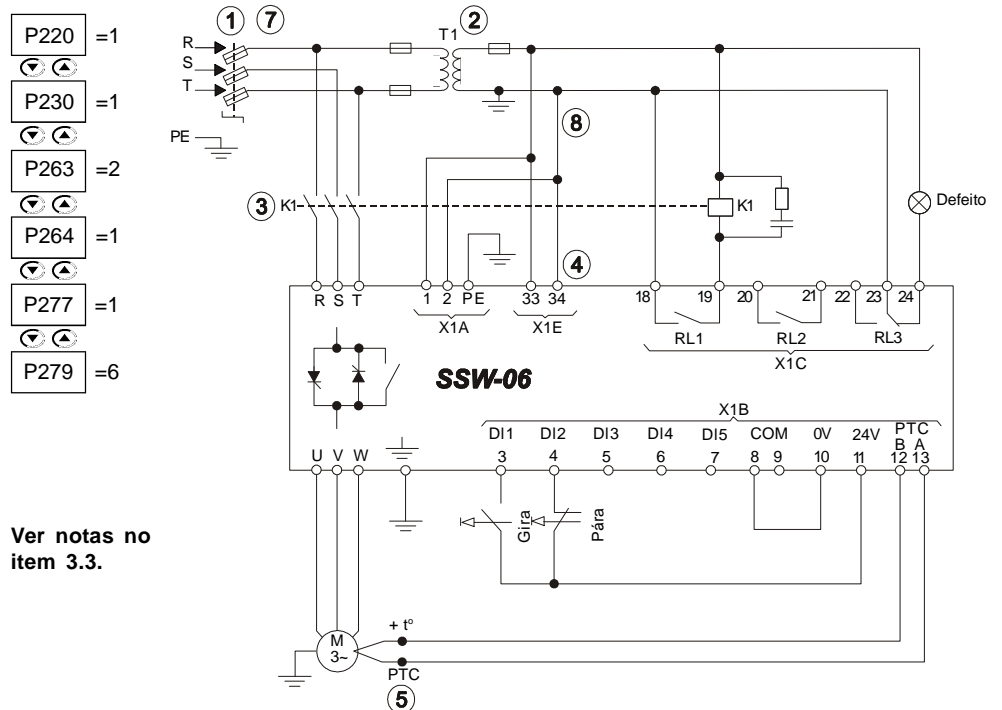 P220 =1
P230 =1
P263 =2
P264 =1
P277 =1
P279 =6
Ver notas no
item 3.3.
1 7 2
T1
R
S
T
PE
8
3 K1
K1
Defeito
4
R S T 1 2 PE 33 34 18 19 20 21 22 23 24
X1A X1E RL1 RL2 RL3
X1C
SSW-06
X1B
DI1 DI2 DI3 DI4 DI5 COM 0V 24V PTC
B A
U V W 3 4 5 6 7 8 9 10 11 12 13
Gira
Pára
M
3~
+ tº
PTC
5